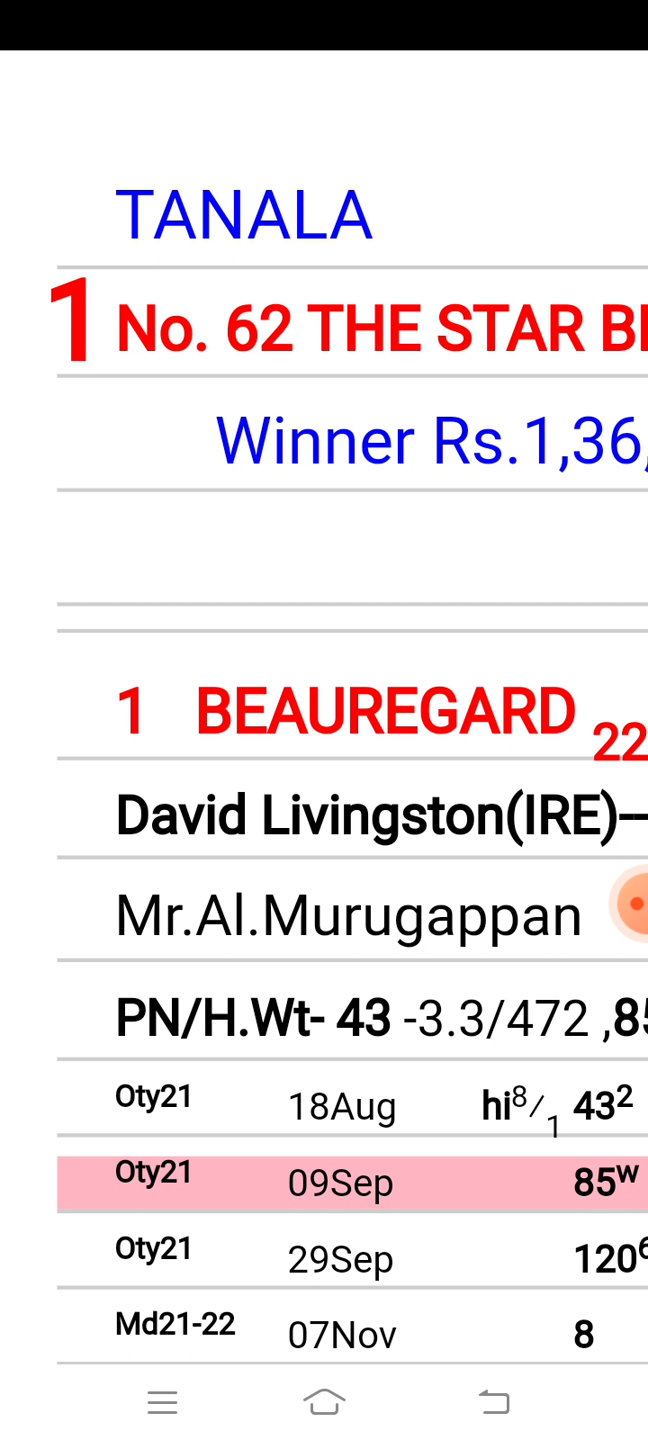 TANALA
1 No. 62 THE STAR
Winner Rs.1,36,
1 BEAUREGARD 22
David Livingston(IRE)--
Mr.Al.Murugappan
PN/H.Wt- 43 -3.3/472 ,85
Oty21 18Aug hi8/1 432
Oty21 09Sep 85w
Oty21 29Sep 1206
Md21-22 07Nov 8